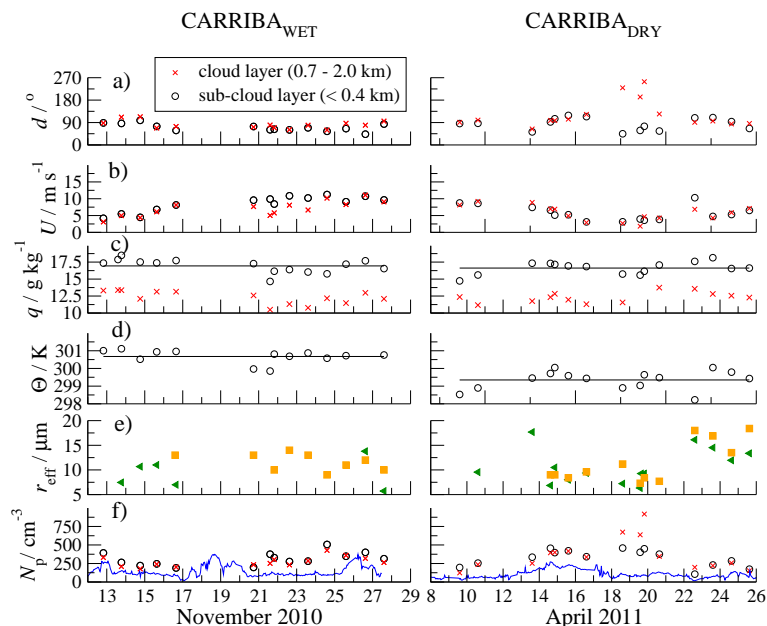 CARRIBA_WET CARRIBA_DRY
cloud layer (0.7 - 2.0 km)
sub-cloud layer (< 0.4 km)
a)
d / °
270
180
90
0
b)
U / m s⁻¹
15
10
5
0
c)
q / g kg⁻¹
17.5
15
12.5
10
d)
Θ / K
301
300
299
298
e)
r_eff / μm
20
15
10
5
f)
N_p / cm⁻³
750
500
250
0
13 15 17 19 21 23 25 27 29 8 10 12 14 16 18 20 22 24 26
November 2010 April 2011